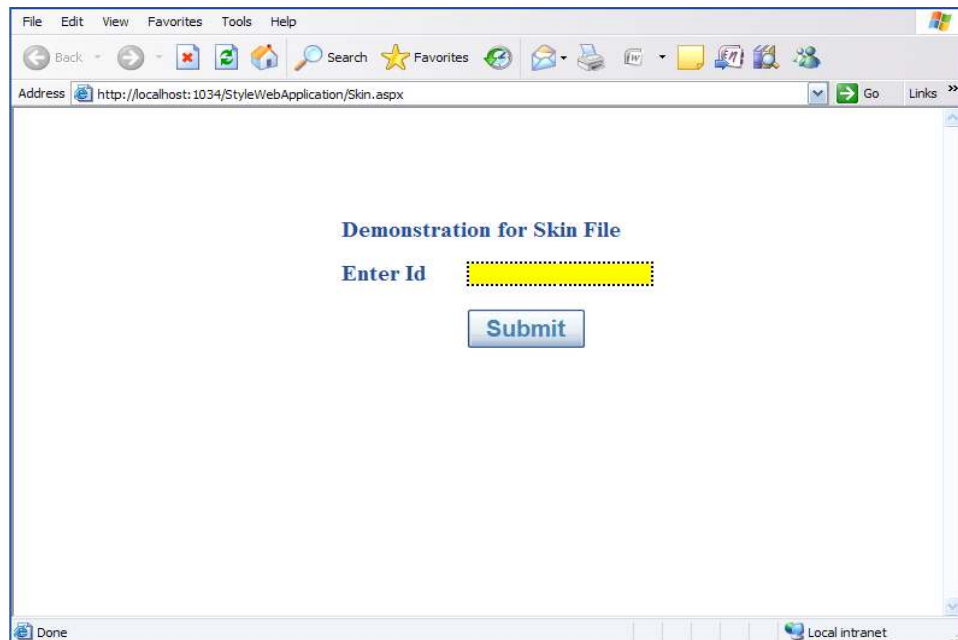 File Edit View Favorites Tools Help
Back Search Favorites
Address http://localhost:1034/StyleWebApplication/Skin.aspx Go Links »
Demonstration for Skin File
Enter Id
Submit
Done Local intranet